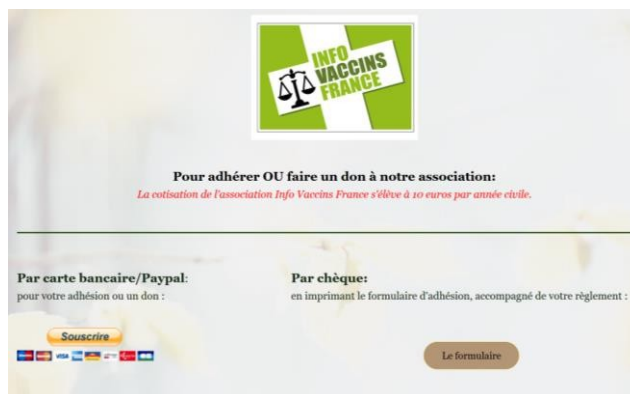 INFO
VACCINS
FRANCE
Pour adhérer OU faire un don à notre association:
La cotisation de l'association Info Vaccins France s'élève à 10 euros par année civile.
Par carte bancaire/Paypal:
pour votre adhésion ou un don :
Souscrire
VISA
Par chèque:
en imprimant le formulaire d'adhésion, accompagné de votre règlement :
Le formulaire